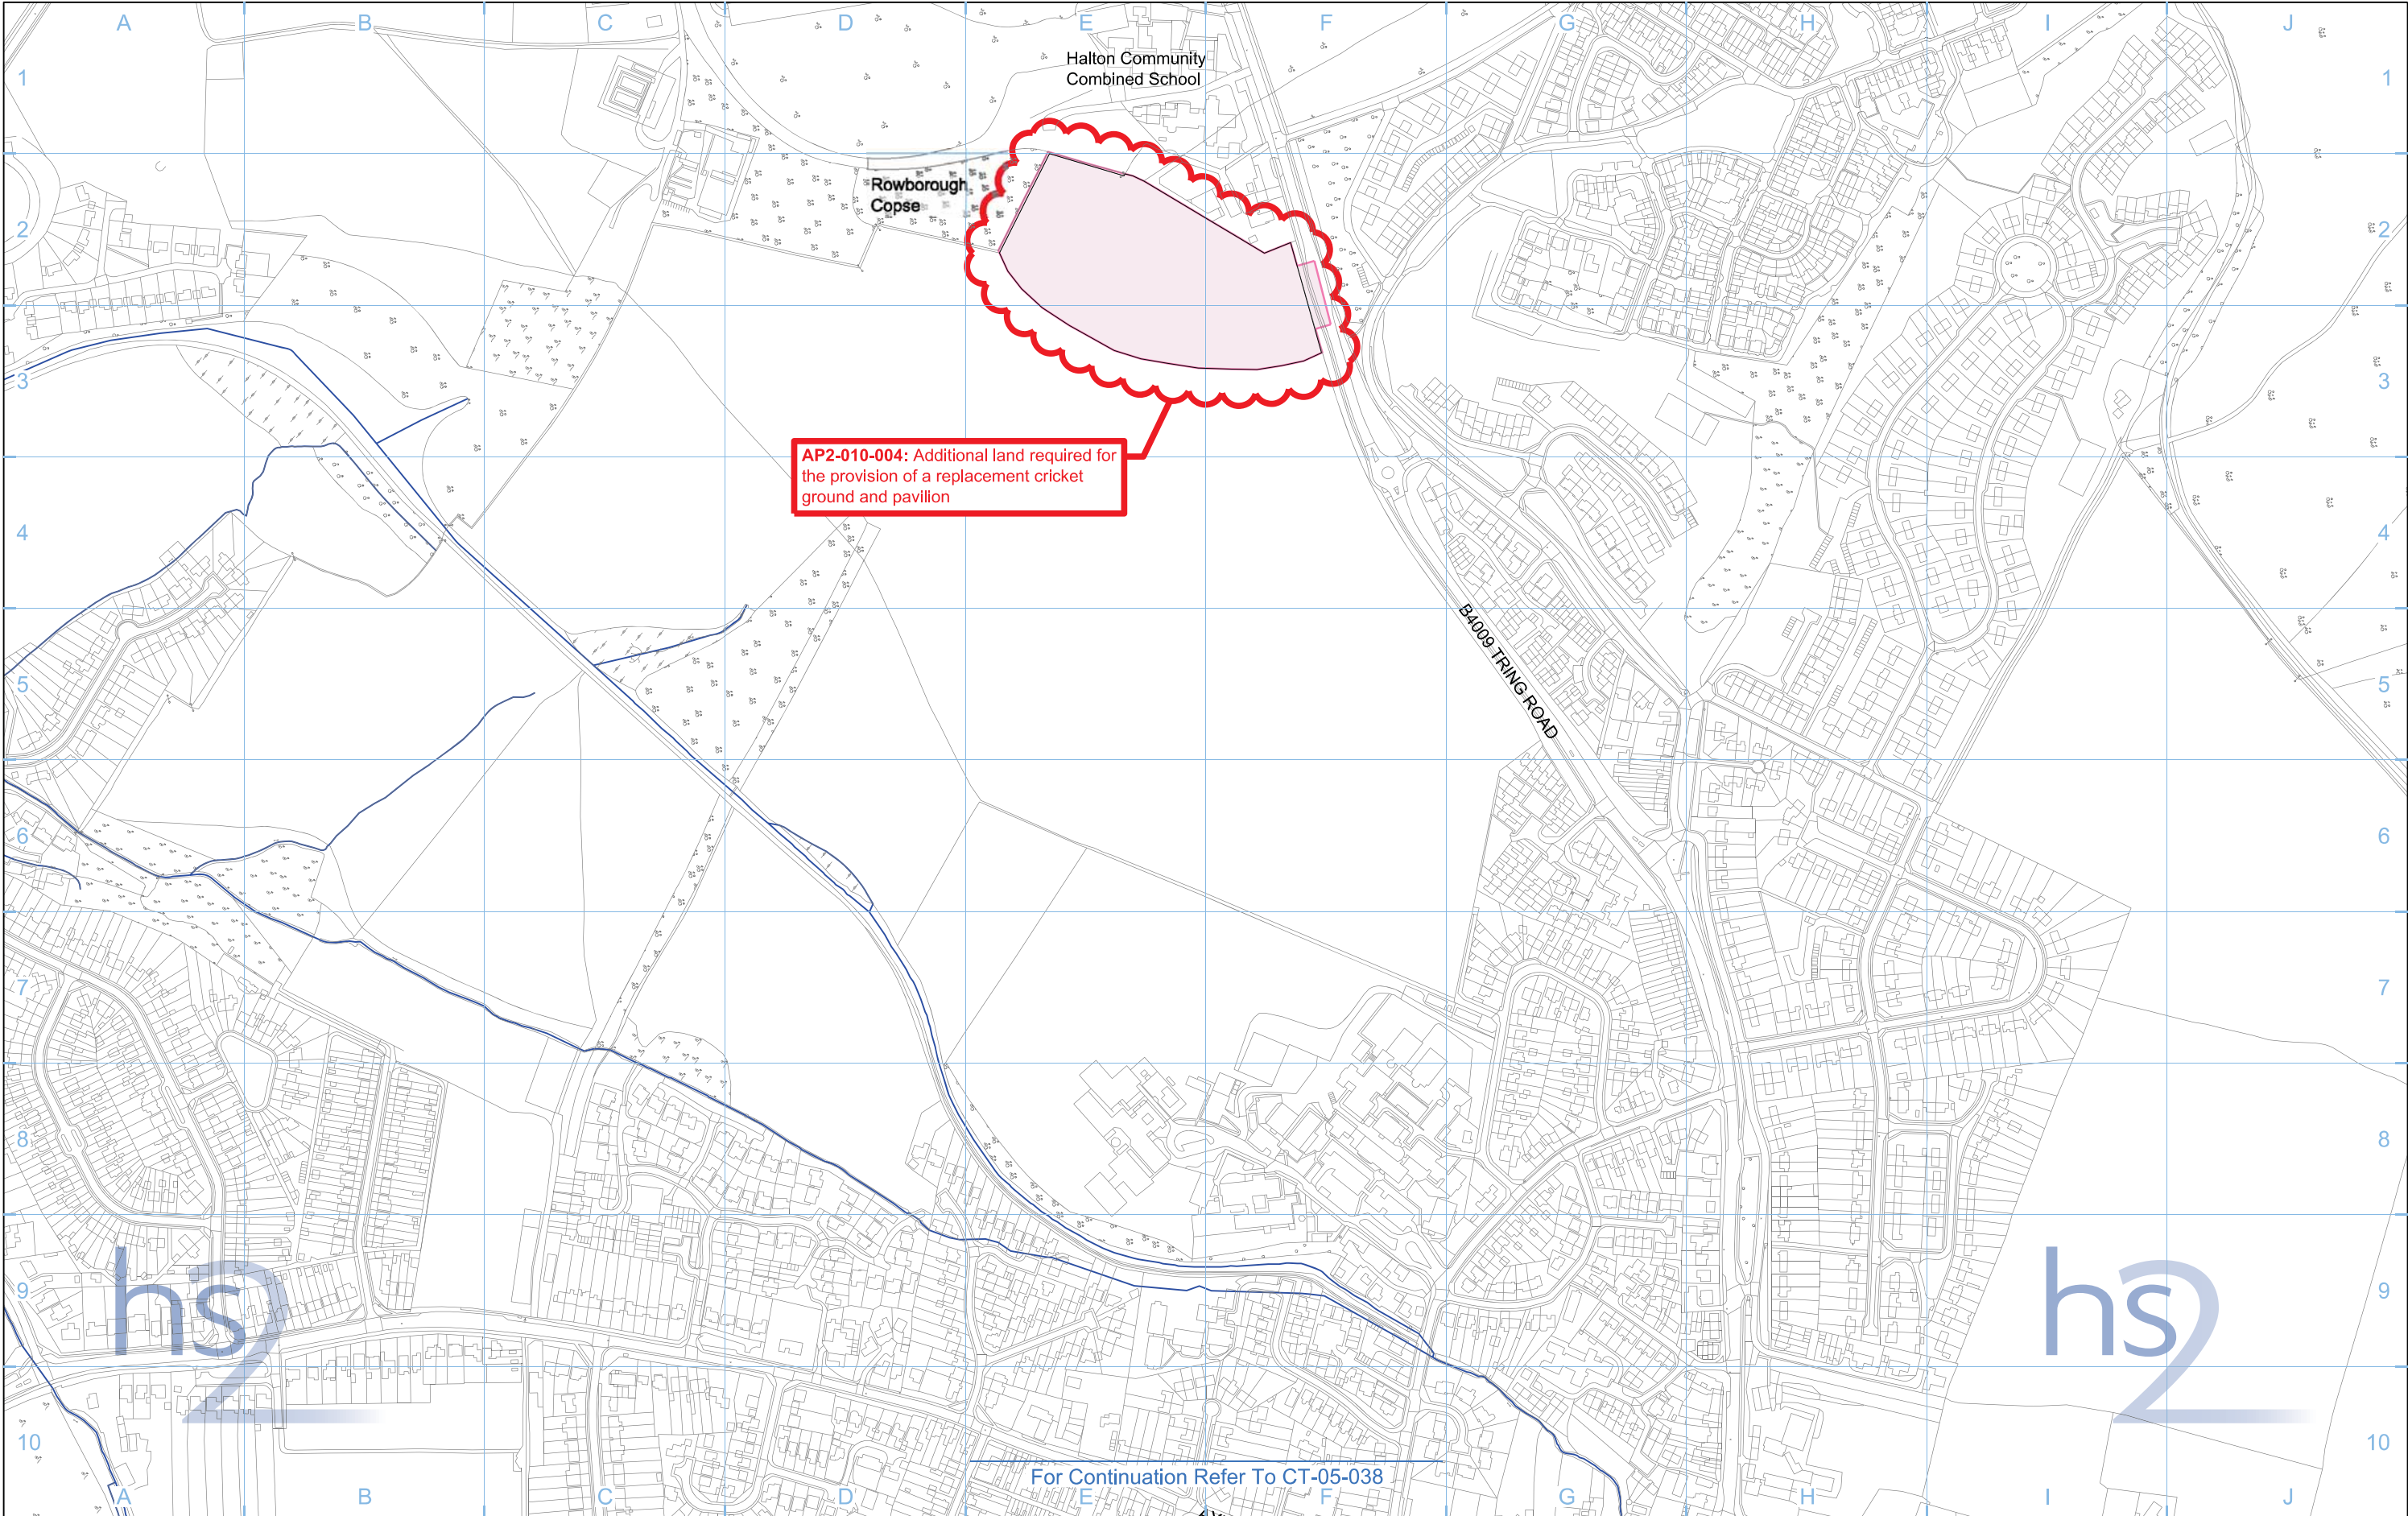 A B C D E F G H I J
1 1
Halton Community
Combined School
Rowborough
Copse
2 2
3 3
AP2-010-004: Additional land required for
the provision of a replacement cricket
ground and pavilion
4 4
B4009 TRING ROAD
5 5
6 6
7 7
8 8
9 9
hs2
hs2
10 10
For Continuation Refer To CT-05-038
A B C D E F G H I J